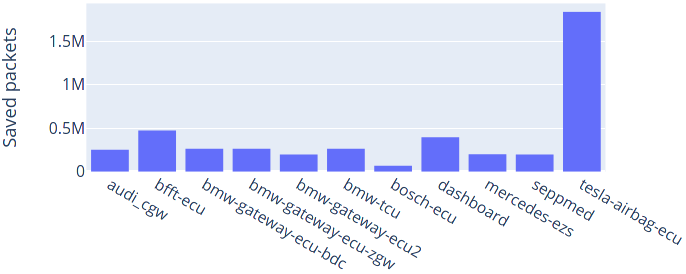 Saved packets
1.5M
1M
0.5M
0
audi_cgw
bfft-ecu
bmw-gateway-ecu-bdc
bmw-gateway-ecu-zgw
bmw-gateway-ecu2
bmw-tcu
bosch-ecu
dashboard
mercedes-ezs
seppmed
tesla-airbag-ecu